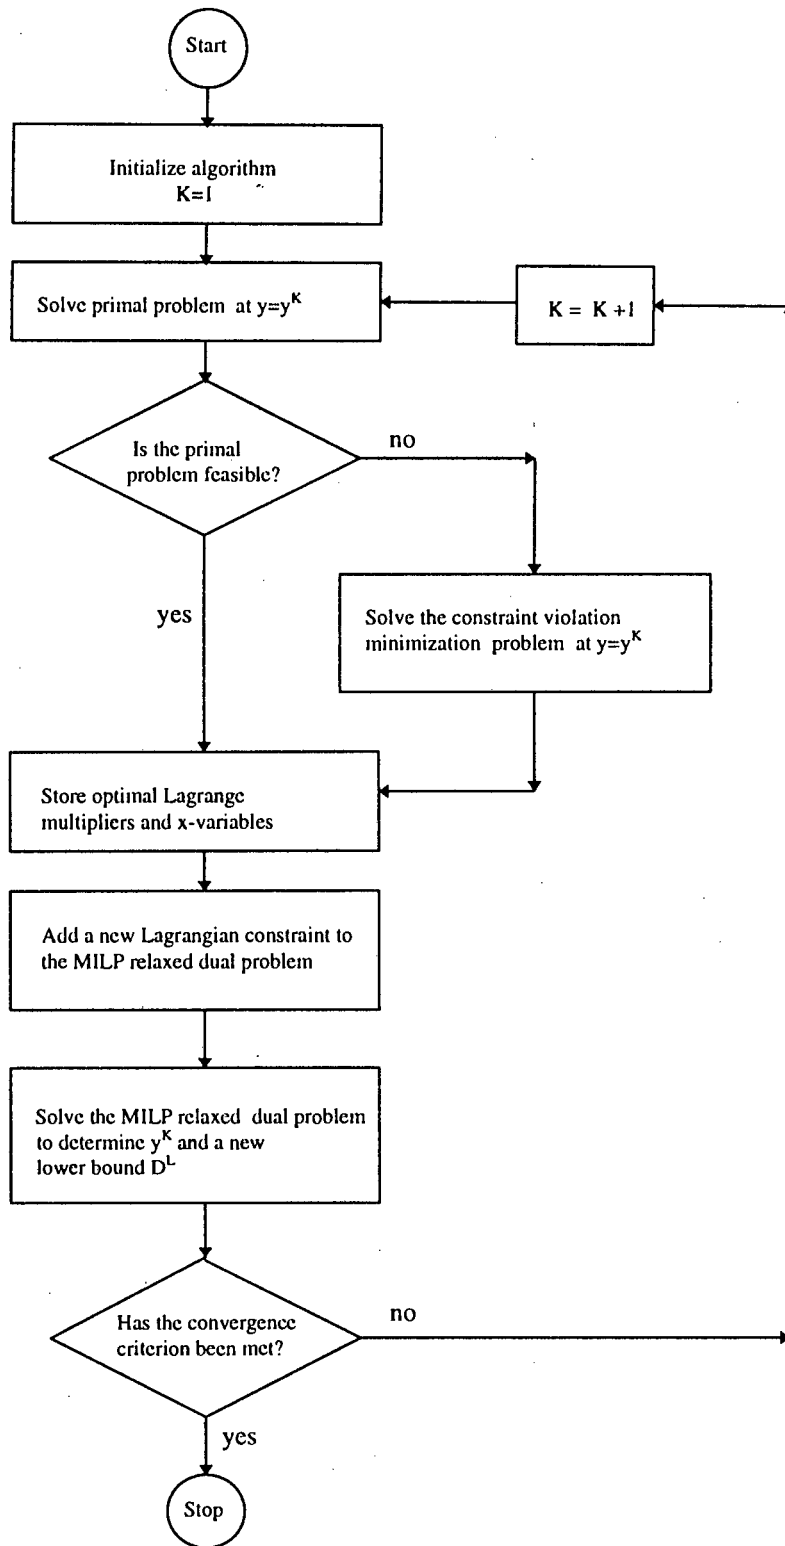 Start
Initialize algorithm
K=1
Solve primal problem at y=y^K
K = K +1
Is the primal
problem feasible?
no
yes
Solve the constraint violation
minimization problem at y=y^K
Store optimal Lagrange
multipliers and x-variables
Add a new Lagrangian constraint to
the MILP relaxed dual problem
Solve the MILP relaxed dual problem
to determine y^K and a new
lower bound D^L
Has the convergence
criterion been met?
no
yes
Stop